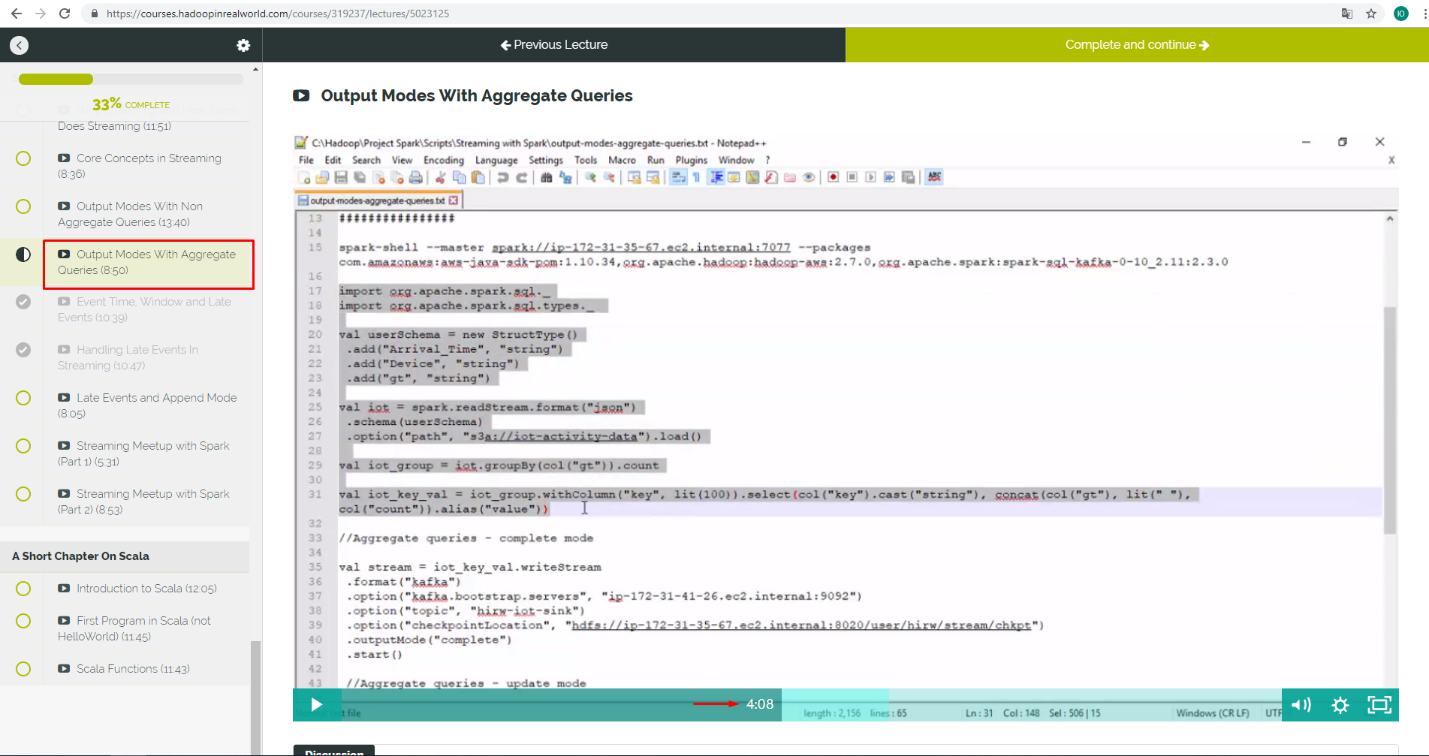 https://courses.hadoopinrealworld.com/courses/319237/lectures/5023125
Previous Lecture
Complete and continue
33% COMPLETE
Does Streaming (11:51)
Core Concepts in Streaming
(8:36)
Output Modes With Non
Aggregate Queries (13:40)
Output Modes With Aggregate
Queries (8:50)
Event Time, Window and Late
Events (10:39)
Handling Late Events In
Streaming (10:47)
Late Events and Append Mode
(8:05)
Streaming Meetup with Spark
(Part 1) (5:31)
Streaming Meetup with Spark
(Part 2) (8:53)
A Short Chapter On Scala
Introduction to Scala (12:05)
First Program in Scala (not
HelloWorld) (11:45)
Scala Functions (11:43)
Output Modes With Aggregate Queries
C:\Hadoop\Project Spark\Scripts\Streaming with Spark\output-modes-aggregate-queries.txt - Notepad++
File Edit Search View Encoding Language Settings Tools Macro Run Plugins Window ?
X
output-modes-aggregate-queries.txt
13 ################
14
15 spark-shell --master spark://ip-172-31-35-67.ec2.internal:7077 --packages
com.amazonaws:aws-java-sdk-pom:1.10.34,org.apache.hadoop:hadoop-aws:2.7.0,org.apache.spark:spark-sql-kafka-0-10_2.11:2.3.0
16
17 import org.apache.spark.sql._
18 import org.apache.spark.sql.types._
19
20 val userSchema = new StructType()
21 .add("Arrival_Time", "string")
22 .add("Device", "string")
23 .add("gt", "string")
24
25 val iot = spark.readStream.format("json")
26 .schema(userSchema)
27 .option("path", "s3a://iot-activity-data").load()
28
29 val iot_group = iot.groupBy(col("gt")).count
30
31 val iot_key_val = iot_group.withColumn("key", lit(100)).select(col("key").cast("string"), concat(col("gt"), lit(" "),
col("count")).alias("value"))
32
33 //Aggregate queries - complete mode
34
35 val stream = iot_key_val.writeStream
36 .format("kafka")
37 .option("kafka.bootstrap.servers", "ip-172-31-41-26.ec2.internal:9092")
38 .option("topic", "hirw-iot-sink")
39 .option("checkpointLocation", "hdfs://ip-172-31-35-67.ec2.internal:8020/user/hirw/stream/chkpt")
40 .outputMode("complete")
41 .start()
42
43 //Aggregate queries - update mode
4:08
length : 2,156 lines : 65
Ln : 31 Col : 148 Sel : 506 | 15
Windows (CR LF)
UTF
Discussion